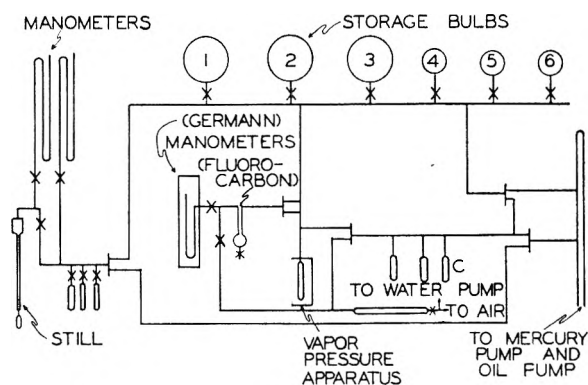 MANOMETERS
STORAGE BULBS
1 2 3 4 5 6
(GERMANN)
MANOMETERS
(FLUORO-
CARBON)
C
TO WATER PUMP
TO AIR
STILL
VAPOR
PRESSURE
APPARATUS
TO MERCURY
PUMP AND
OIL FUMP